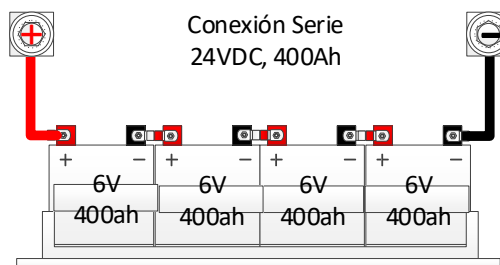 Conexión Serie
24VDC, 400Ah
+ −
+ − + − + − + −
6V 6V 6V 6V
400ah 400ah 400ah 400ah